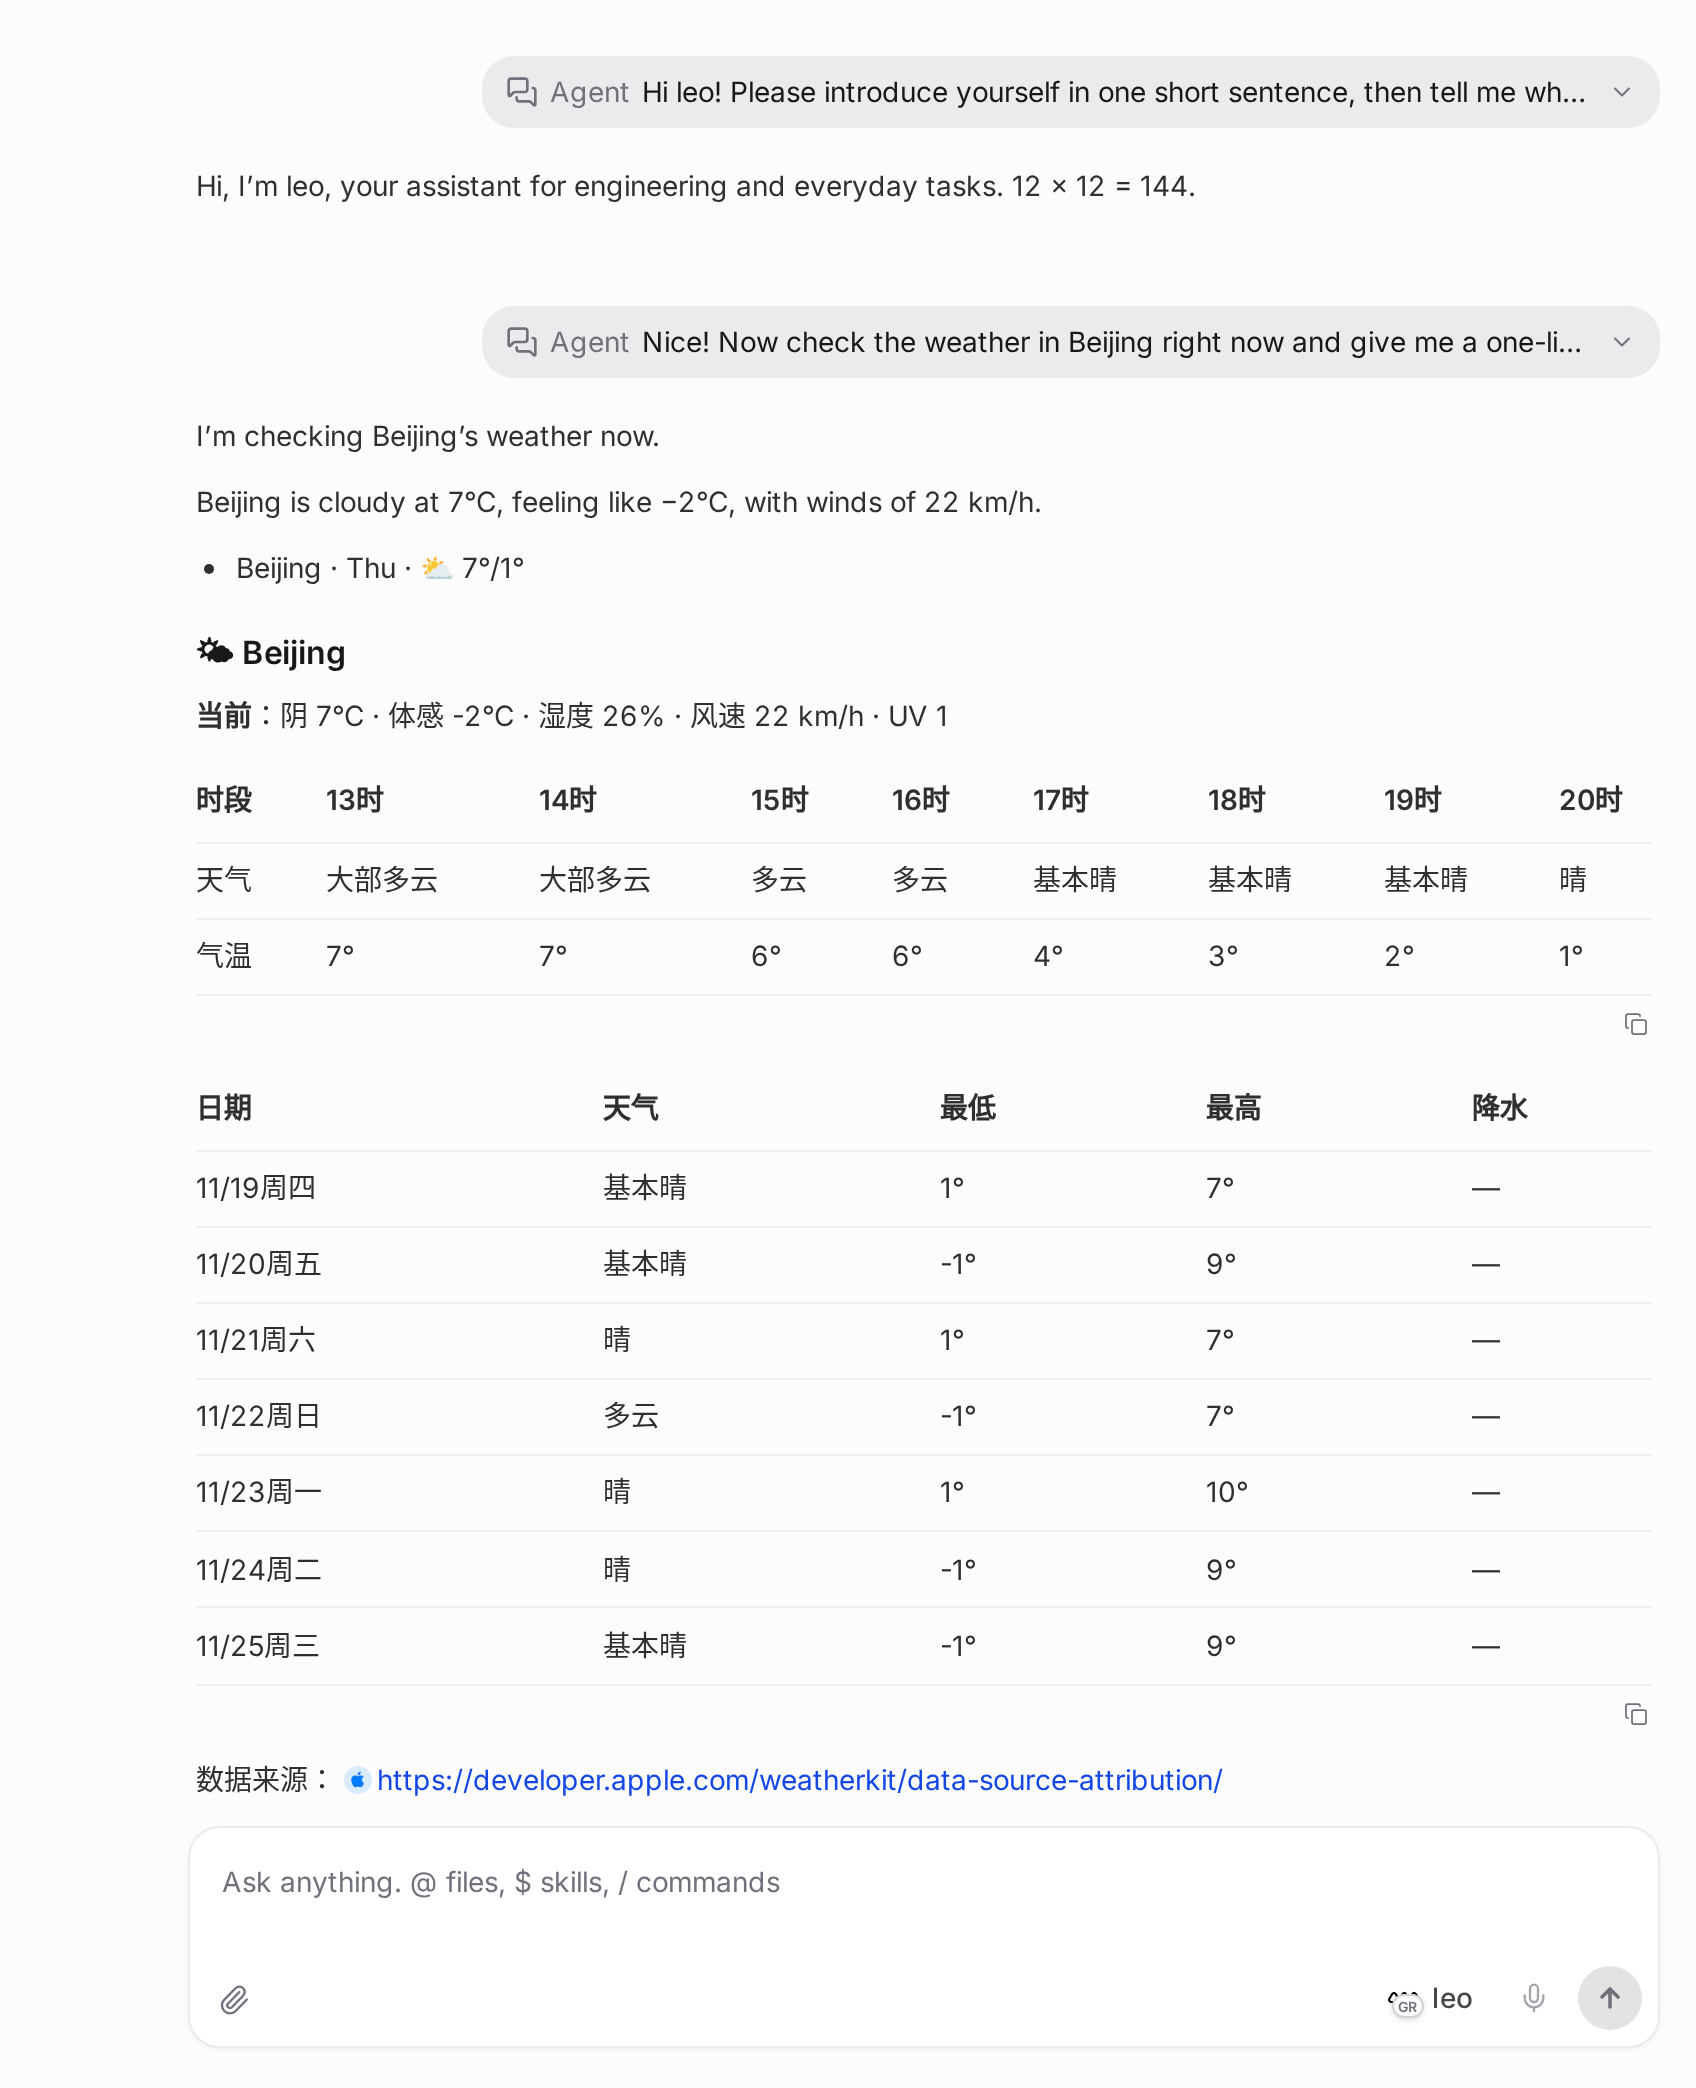 Agent Hi leo! Please introduce yourself in one short sentence, then tell me wh...
Hi, I’m leo, your assistant for engineering and everyday tasks. 12 × 12 = 144.
Agent Nice! Now check the weather in Beijing right now and give me a one-li...
I’m checking Beijing’s weather now.
Beijing is cloudy at 7°C, feeling like −2°C, with winds of 22 km/h.
• Beijing · Thu · ⛅ 7°/1°
🌤 Beijing
当前：阴 7°C · 体感 -2°C · 湿度 26% · 风速 22 km/h · UV 1
时段 13时 14时 15时 16时 17时 18时 19时 20时
天气 大部多云 大部多云 多云 多云 基本晴 基本晴 基本晴 晴
气温 7° 7° 6° 6° 4° 3° 2° 1°
日期 天气 最低 最高 降水
11/19周四 基本晴 1° 7° —
11/20周五 基本晴 -1° 9° —
11/21周六 晴 1° 7° —
11/22周日 多云 -1° 7° —
11/23周一 晴 1° 10° —
11/24周二 晴 -1° 9° —
11/25周三 基本晴 -1° 9° —
数据来源： https://developer.apple.com/weatherkit/data-source-attribution/
Ask anything. @ files, $ skills, / commands
GR leo